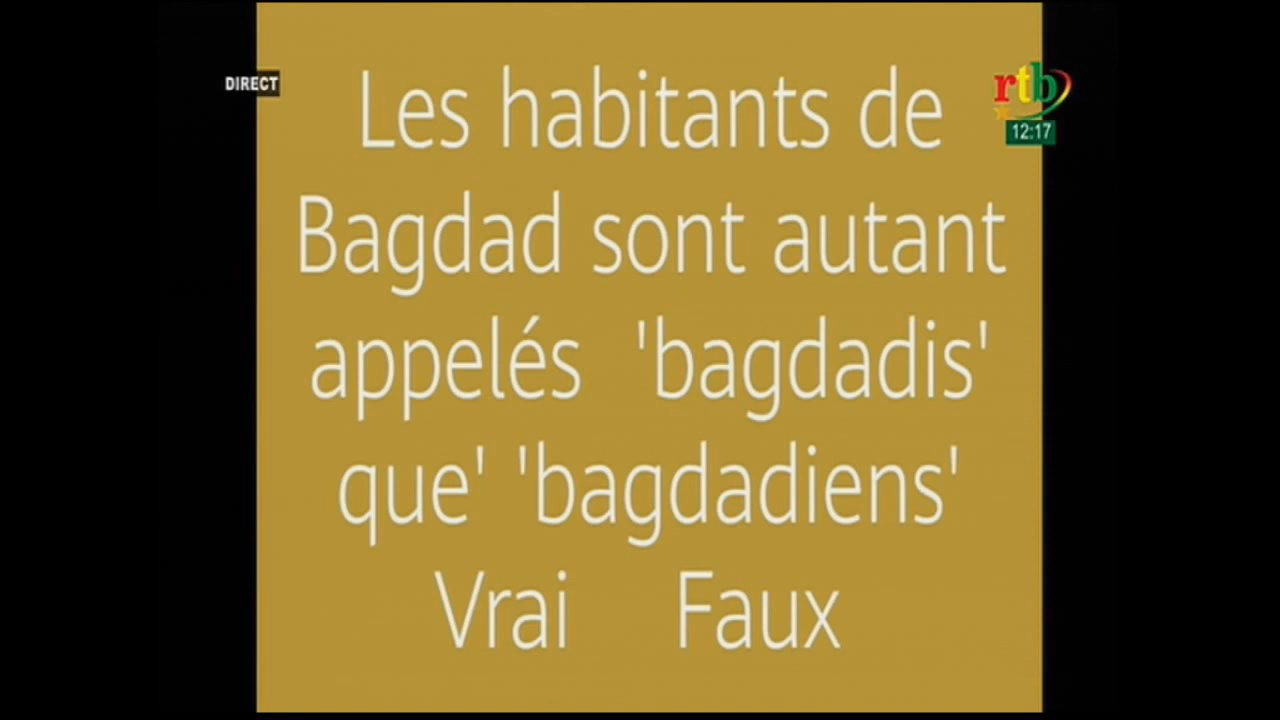 DIRECT
rtb
12:17
Les habitants de
Bagdad sont autant
appelés 'bagdadis'
que' 'bagdadiens'
Vrai Faux